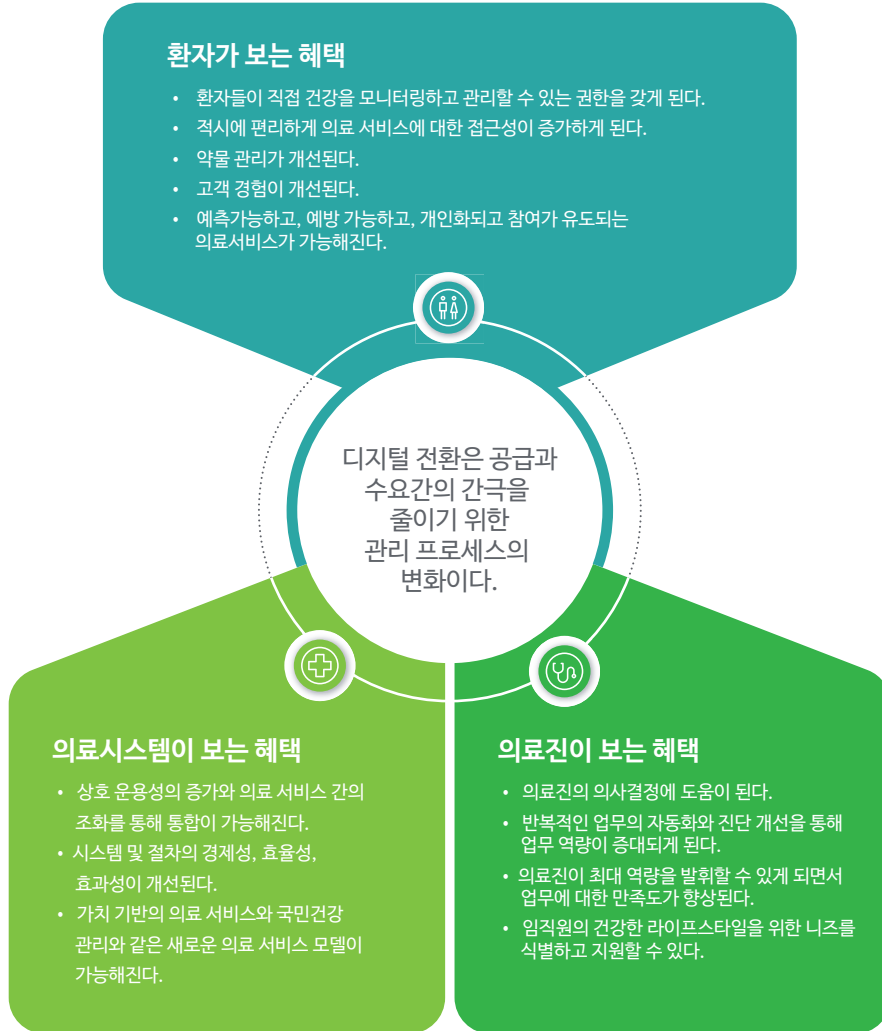 환자가 보는 혜택
• 환자들이 직접 건강을 모니터링하고 관리할 수 있는 권한을 갖게 된다.
• 적시에 편리하게 의료 서비스에 대한 접근성이 증가하게 된다.
• 약물 관리가 개선된다.
• 고객 경험이 개선된다.
• 예측가능하고, 예방 가능하고, 개인화되고 참여가 유도되는
의료서비스가 가능해진다.
디지털 전환은 공급과
수요간의 간극을
줄이기 위한
관리 프로세스의
변화이다.
의료시스템이 보는 혜택
• 상호 운용성의 증가와 의료 서비스 간의
조화를 통해 통합이 가능해진다.
• 시스템 및 절차의 경제성, 효율성,
효과성이 개선된다.
• 가치 기반의 의료 서비스와 국민건강
관리와 같은 새로운 의료 서비스 모델이
가능해진다.
의료진이 보는 혜택
• 의료진의 의사결정에 도움이 된다.
• 반복적인 업무의 자동화와 진단 개선을 통해
업무 역량이 증대되게 된다.
• 의료진이 최대 역량을 발휘할 수 있게 되면서
업무에 대한 만족도가 향상된다.
• 임직원의 건강한 라이프스타일을 위한 니즈를
식별하고 지원할 수 있다.